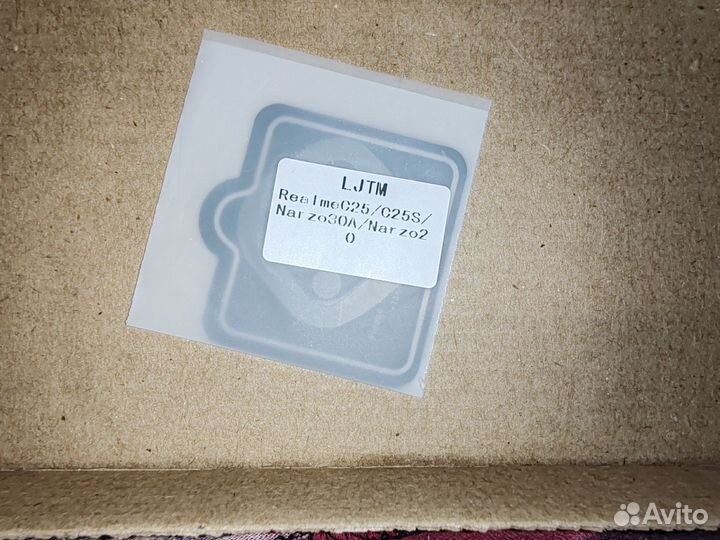 LJTM
RealmeC25/C25S/
Narzo30A/Narzo2
0
Avito